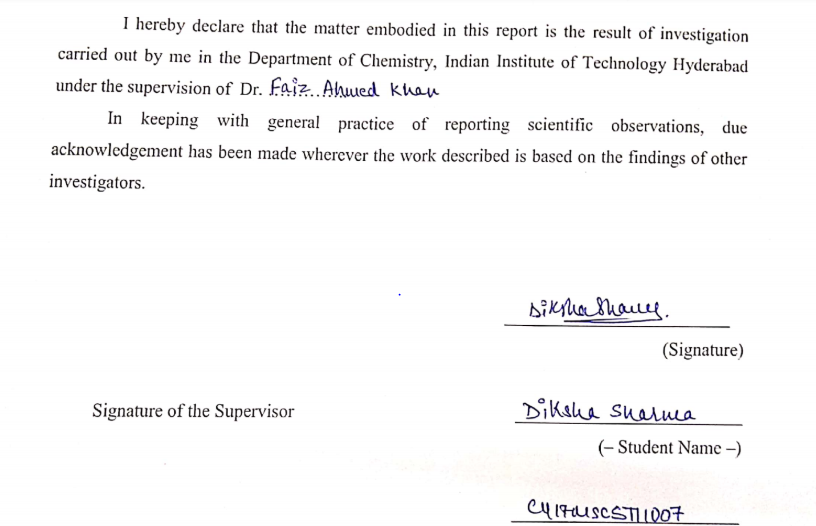 I hereby declare that the matter embodied in this report is the result of investigation
carried out by me in the Department of Chemistry, Indian Institute of Technology Hyderabad
under the supervision of Dr. Faiz Ahmed Khan
In keeping with general practice of reporting scientific observations, due
acknowledgement has been made wherever the work described is based on the findings of other
investigators.
Diksha Sharma.
(Signature)
Signature of the Supervisor
Diksha Sharma
(– Student Name –)